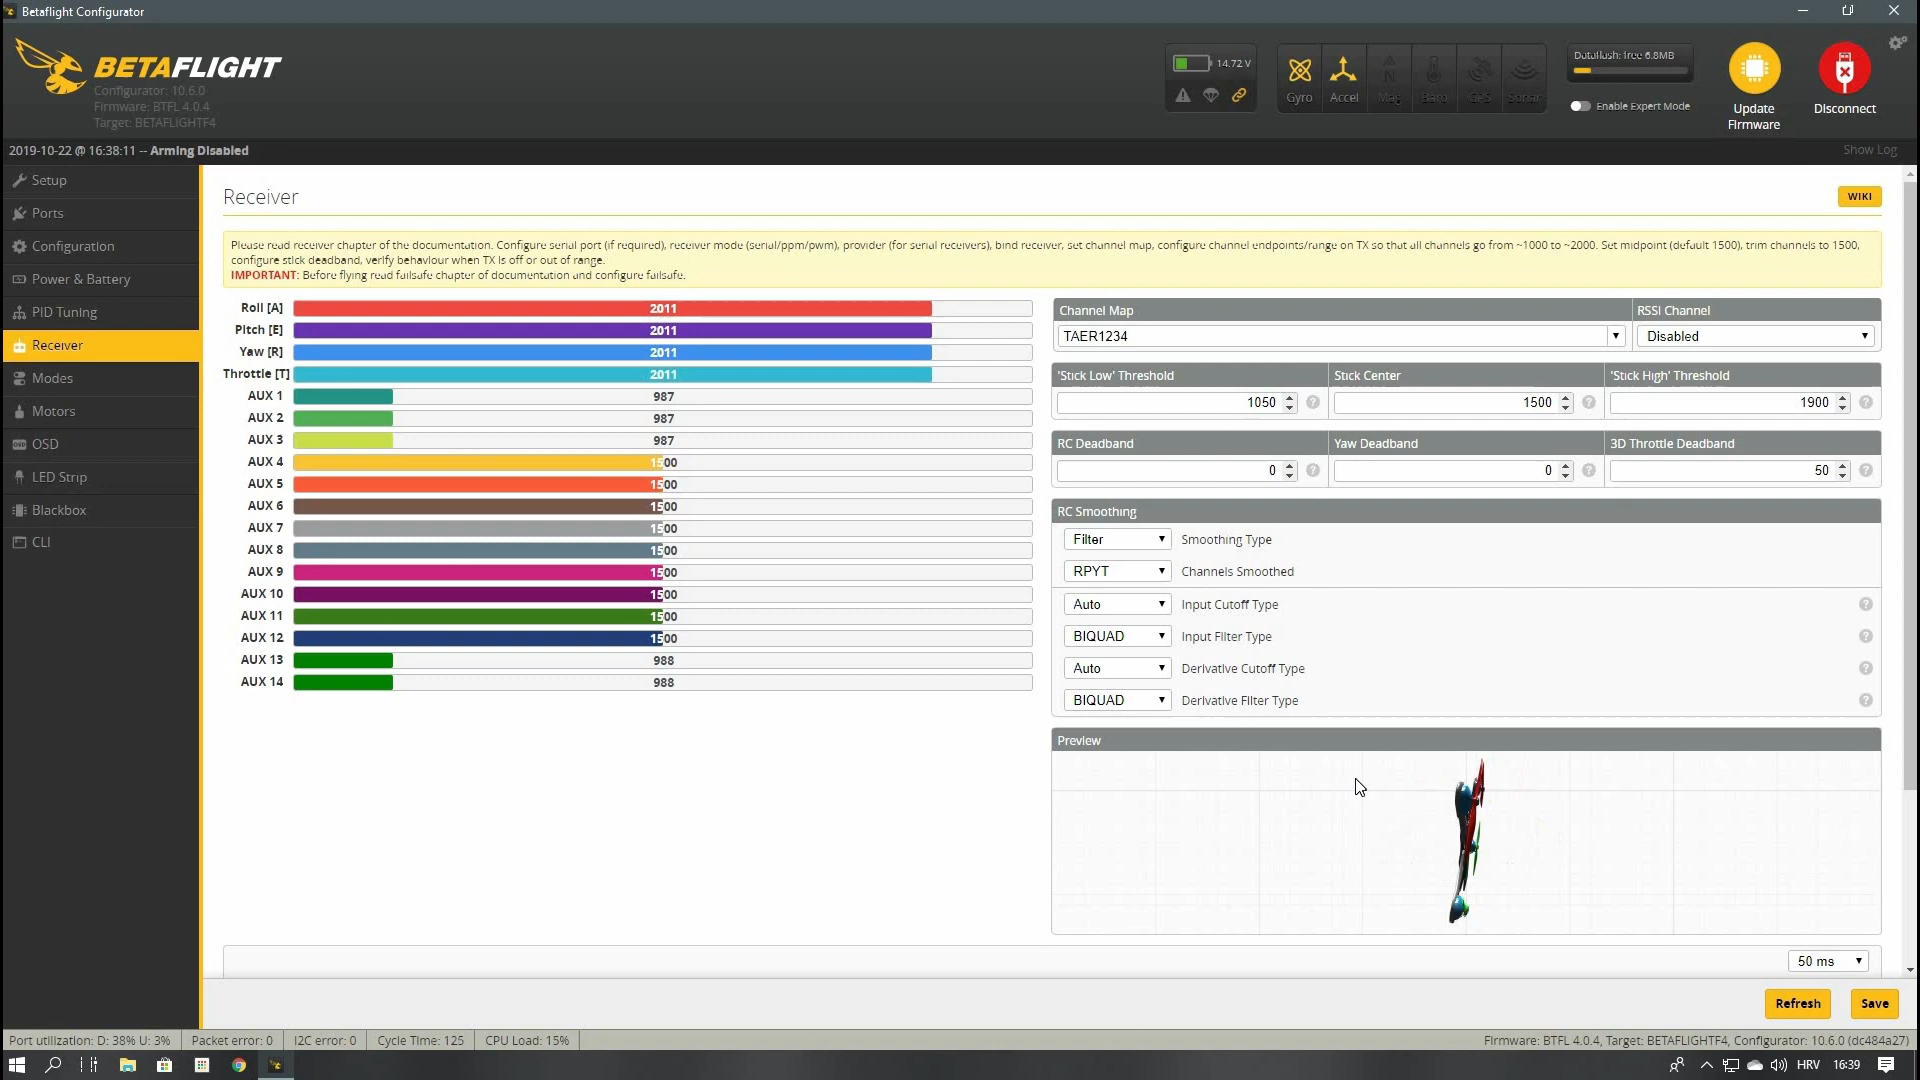 Betaflight Configurator
BETAFLIGHT
Configurator: 10.6.0
Firmware: BTFL 4.0.4
Target: BETAFLIGHTF4
14.72 V
Gyro
Accel
Mag
Baro
GPS
Sonar
Dataflash: free 6.8MB
Enable Expert Mode
Update
Firmware
Disconnect
2019-10-22 @ 16:38:11 -- Arming Disabled
Show Log
Setup
Ports
Configuration
Power & Battery
PID Tuning
Receiver
Modes
Motors
OSD
LED Strip
Blackbox
CLI
Receiver
WIKI
Please read receiver chapter of the documentation. Configure serial port (if required), receiver mode (serial/ppm/pwm), provider (for serial receivers), bind receiver, set channel map, configure channel endpoints/range on TX so that all channels go from ~1000 to ~2000. Set midpoint (default 1500), trim channels to 1500,
configure stick deadband, verify behaviour when TX is off or out of range.
IMPORTANT: Before flying read failsafe chapter of documentation and configure failsafe.
Roll [A] 2011
Pitch [E] 2011
Yaw [R] 2011
Throttle [T] 2011
AUX 1 987
AUX 2 987
AUX 3 987
AUX 4 1500
AUX 5 1500
AUX 6 1500
AUX 7 1500
AUX 8 1500
AUX 9 1500
AUX 10 1500
AUX 11 1500
AUX 12 1500
AUX 13 988
AUX 14 988
Channel Map RSSI Channel
TAER1234 Disabled
'Stick Low' Threshold Stick Center 'Stick High' Threshold
1050 1500 1900
RC Deadband Yaw Deadband 3D Throttle Deadband
0 0 50
RC Smoothing
Filter Smoothing Type
RPYT Channels Smoothed
Auto Input Cutoff Type
BIQUAD Input Filter Type
Auto Derivative Cutoff Type
BIQUAD Derivative Filter Type
Preview
50 ms
Refresh Save
Port utilization: D: 38% U: 3% Packet error: 0 I2C error: 0 Cycle Time: 125 CPU Load: 15% Firmware: BTFL 4.0.4, Target: BETAFLIGHTF4, Configurator: 10.6.0 (dc484a27)
HRV 16:39